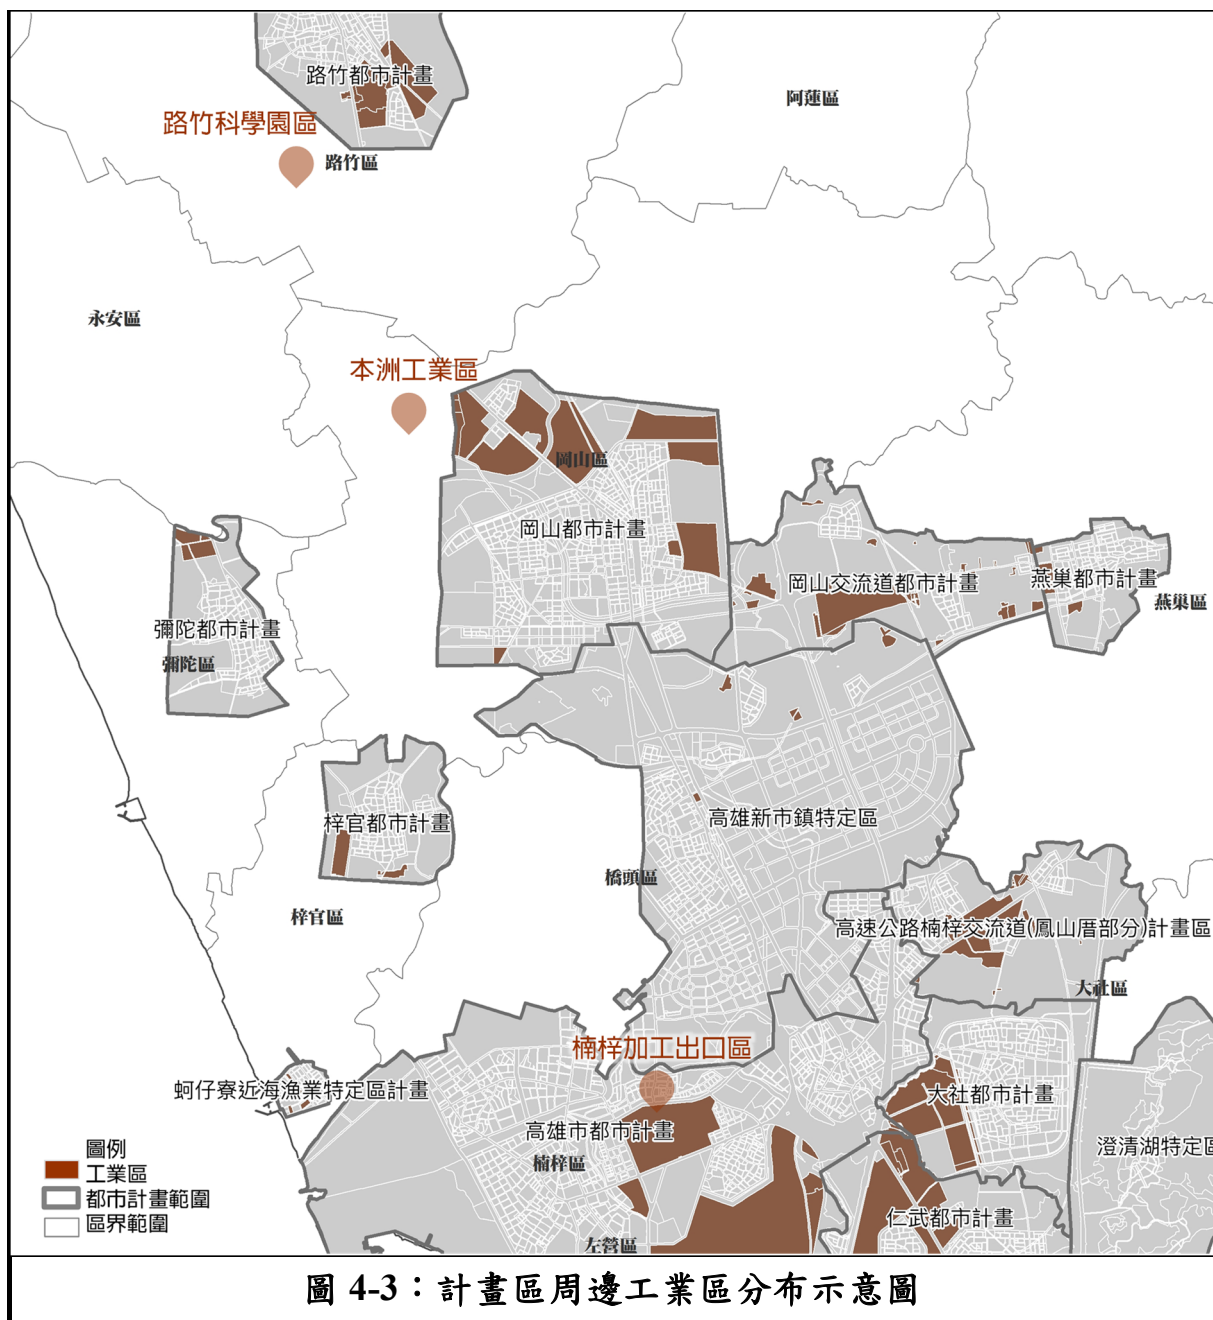 路竹都市計畫
阿蓮區
路竹科學園區
路竹區
永安區
本洲工業區
岡山區
岡山都市計畫
岡山交流道都市計畫
燕巢都市計畫
燕巢區
彌陀都市計畫
彌陀區
高雄新市鎮特定區
梓官都市計畫
橋頭區
梓官區
高速公路楠梓交流道(鳳山厝部分)計畫區
大社區
楠梓加工出口區
蚵仔寮近海漁業特定區計畫
大社都市計畫
高雄市都市計畫
澄清湖特定區
楠梓區
仁武都市計畫
左營區
圖例
工業區
都市計畫範圍
區界範圍
圖 4-3：計畫區周邊工業區分布示意圖